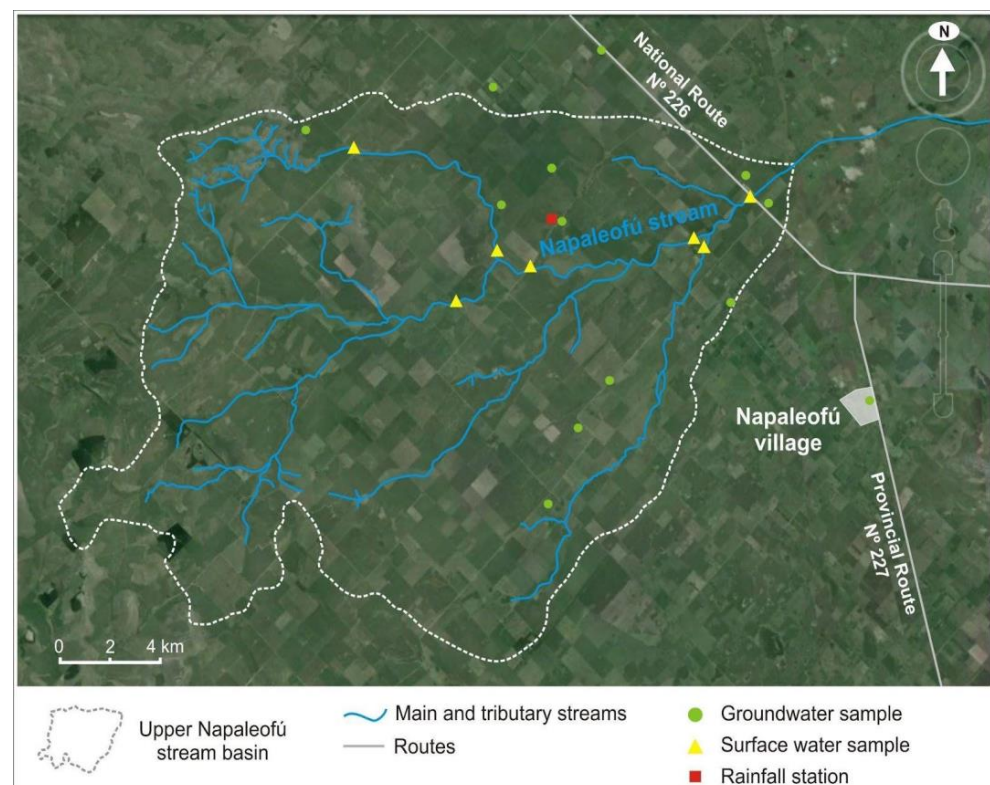 N
National Route
Nº 226
Napaleofú stream
Napaleofú
village
Provincial Route
Nº 227
0 2 4 km
Upper Napaleofú
stream basin
Main and tributary streams
Routes
Groundwater sample
Surface water sample
Rainfall station